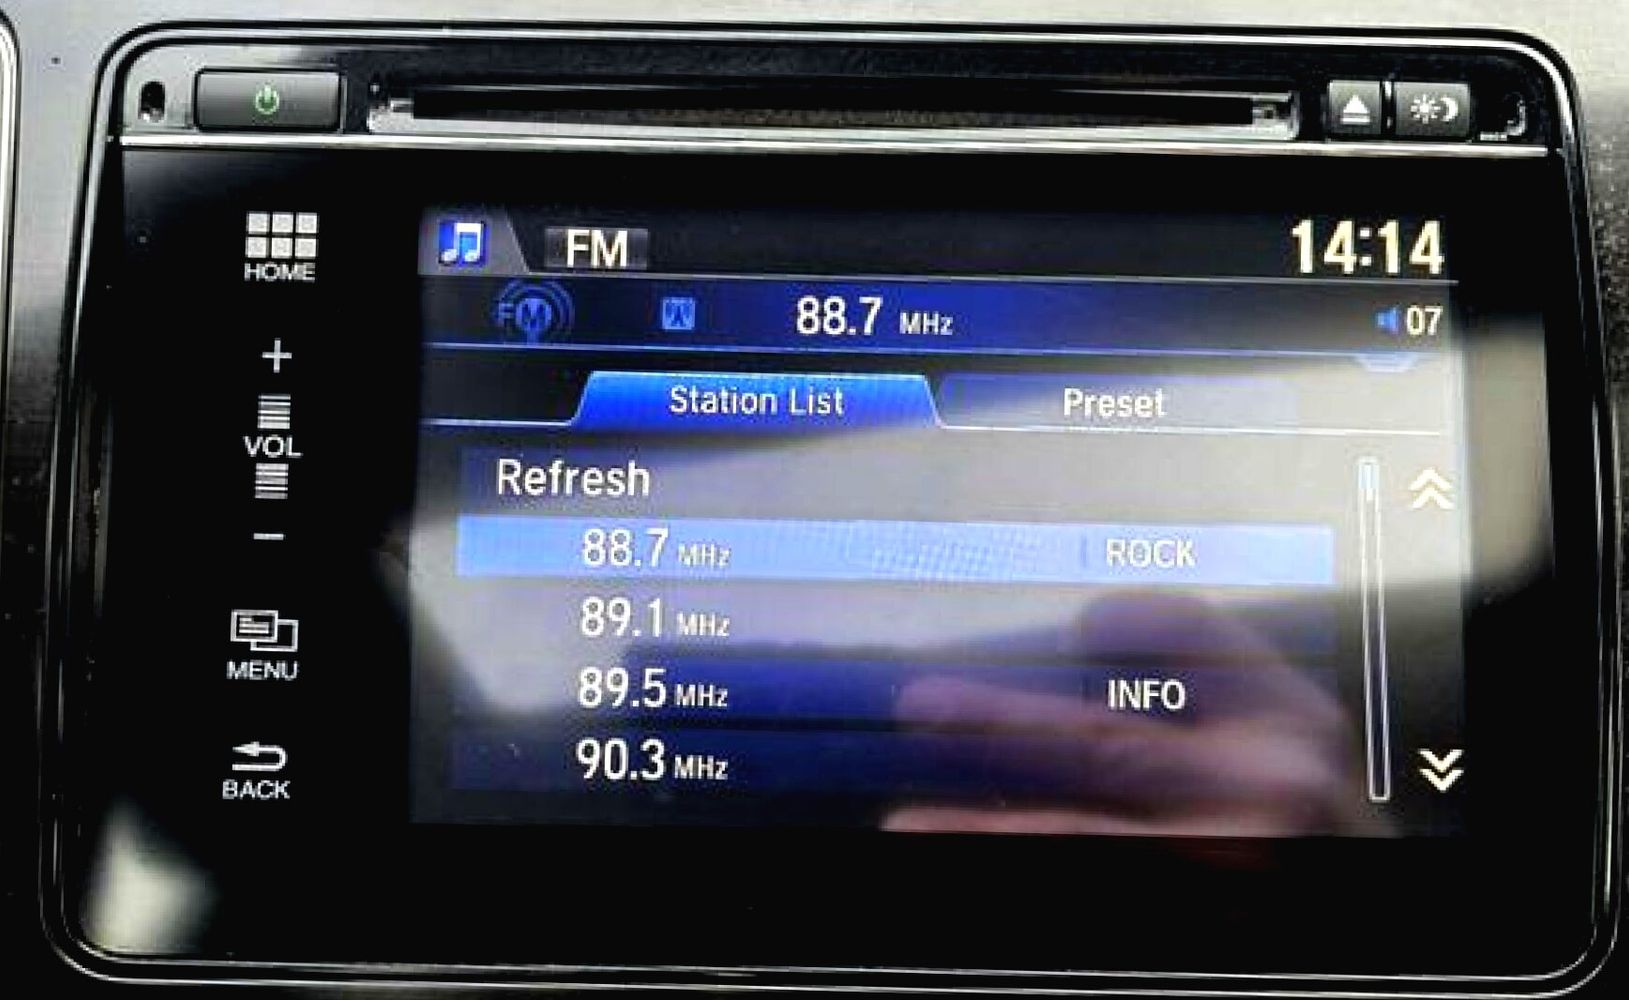 FM
14:14
FM
88.7 MHz
07
Station List
Preset
Refresh
88.7 MHz ROCK
89.1 MHz
89.5 MHz INFO
90.3 MHz
HOME
+
VOL
−
MENU
BACK